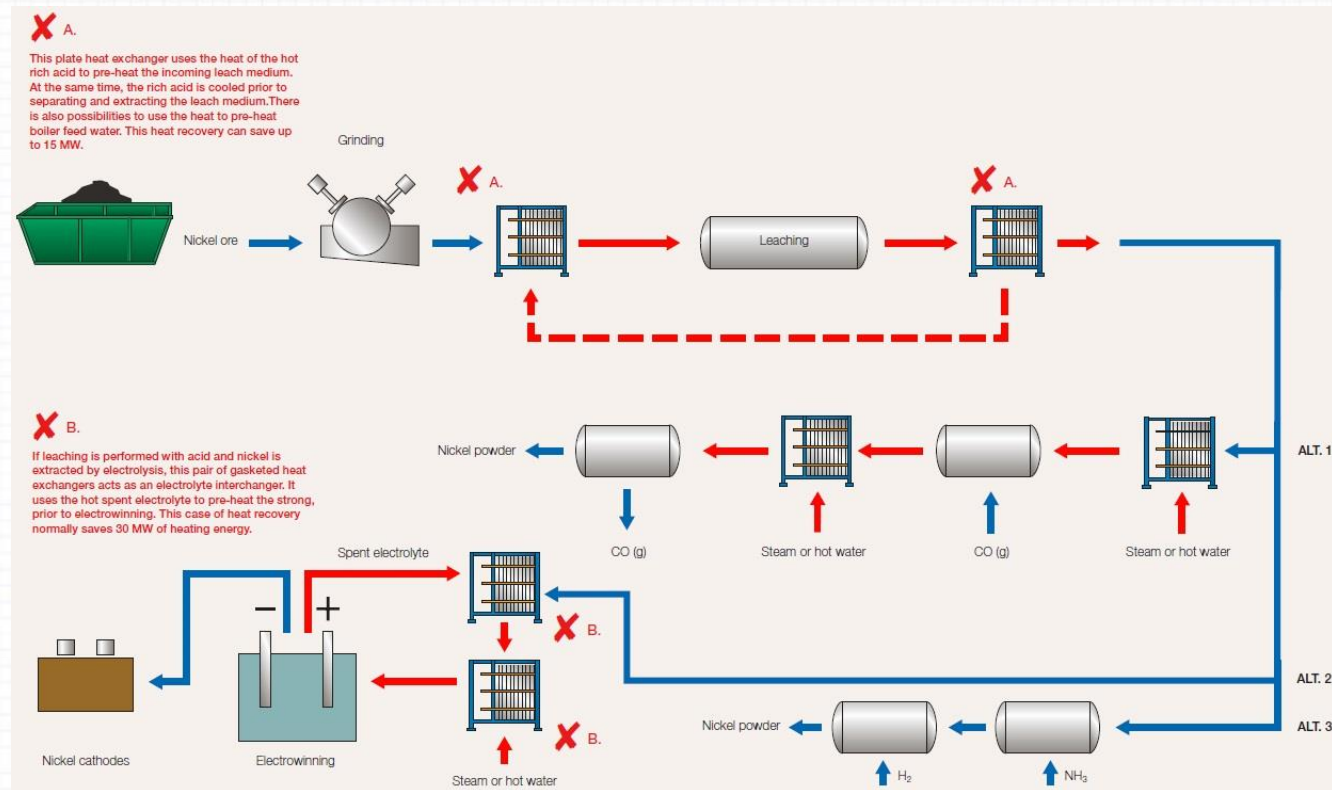 A.
This plate heat exchanger uses the heat of the hot
rich acid to pre-heat the incoming leach medium.
At the same time, the rich acid is cooled prior to
separating and extracting the leach medium.There
is also possibilities to use the heat to pre-heat
boiler feed water. This heat recovery can save up
to 15 MW.
Grinding
A.
A.
Nickel ore
Leaching
B.
If leaching is performed with acid and nickel is
extracted by electrolysis, this pair of gasketed heat
exchangers acts as an electrolyte interchanger. It
uses the hot spent electrolyte to pre-heat the strong,
prior to electrowinning. This case of heat recovery
normally saves 30 MW of heating energy.
Nickel powder
ALT. 1
CO (g)
Steam or hot water
CO (g)
Steam or hot water
Spent electrolyte
− +
B.
ALT. 2
Nickel powder
ALT. 3
B.
Nickel cathodes
Electrowinning
Steam or hot water
H₂
NH₃